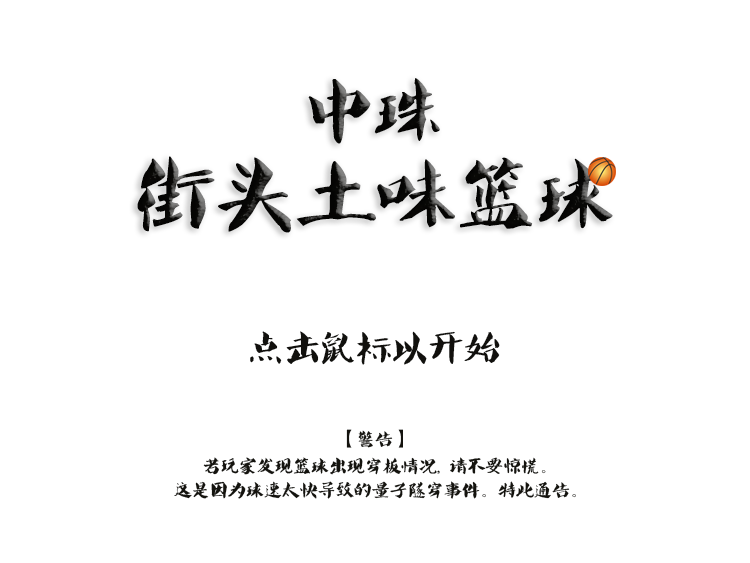 中珠
街头土味篮球
点击鼠标以开始
【警告】
若玩家发现篮球出现穿板情况，请不要惊慌。
这是因为球速太快导致的量子隧穿事件。特此通告。